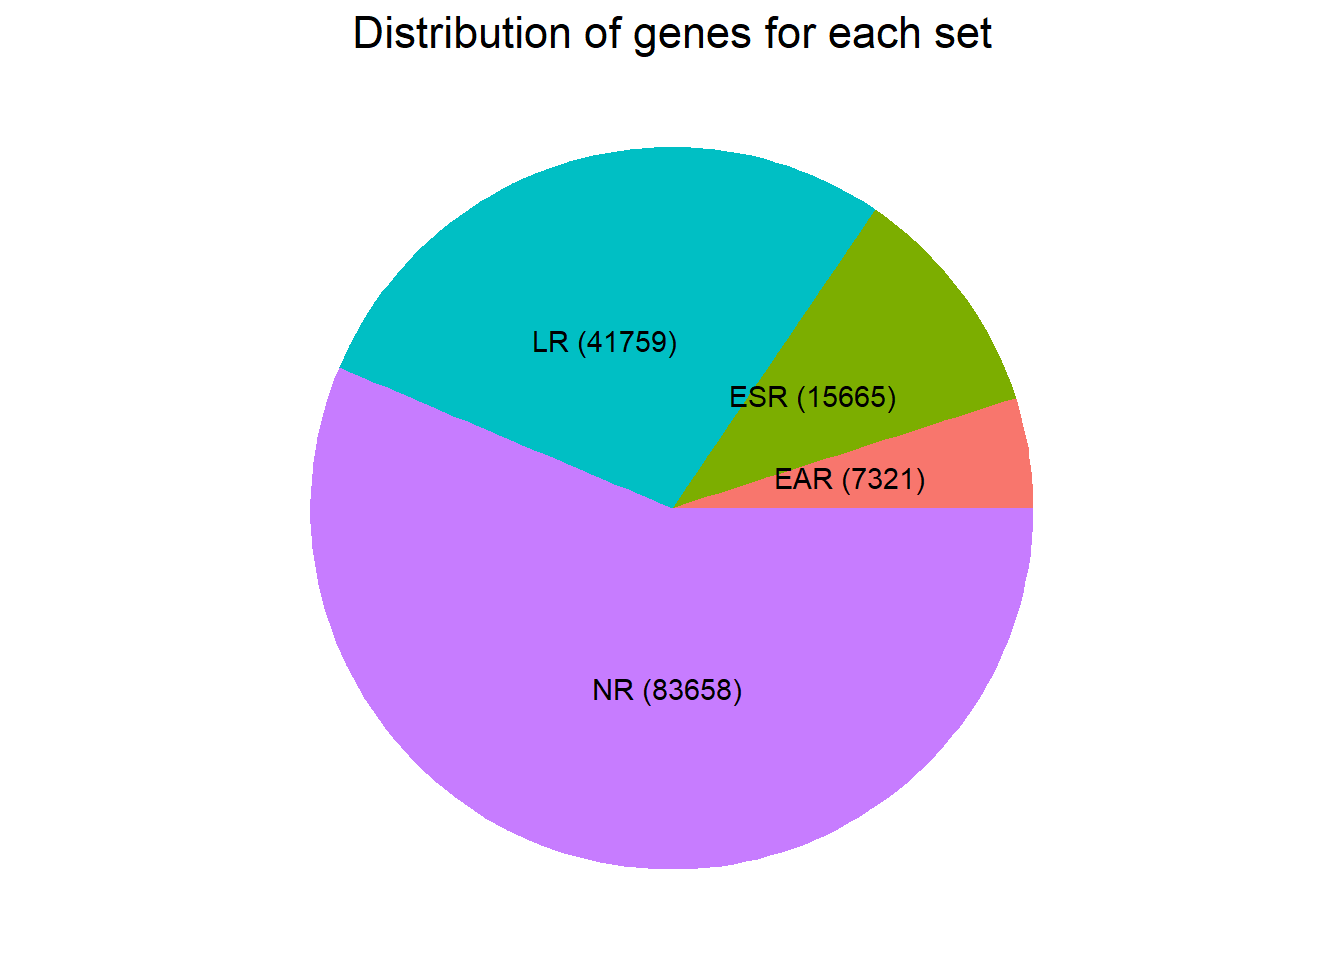 Distribution of genes for each set
LR (41759)
ESR (15665)
EAR (7321)
NR (83658)